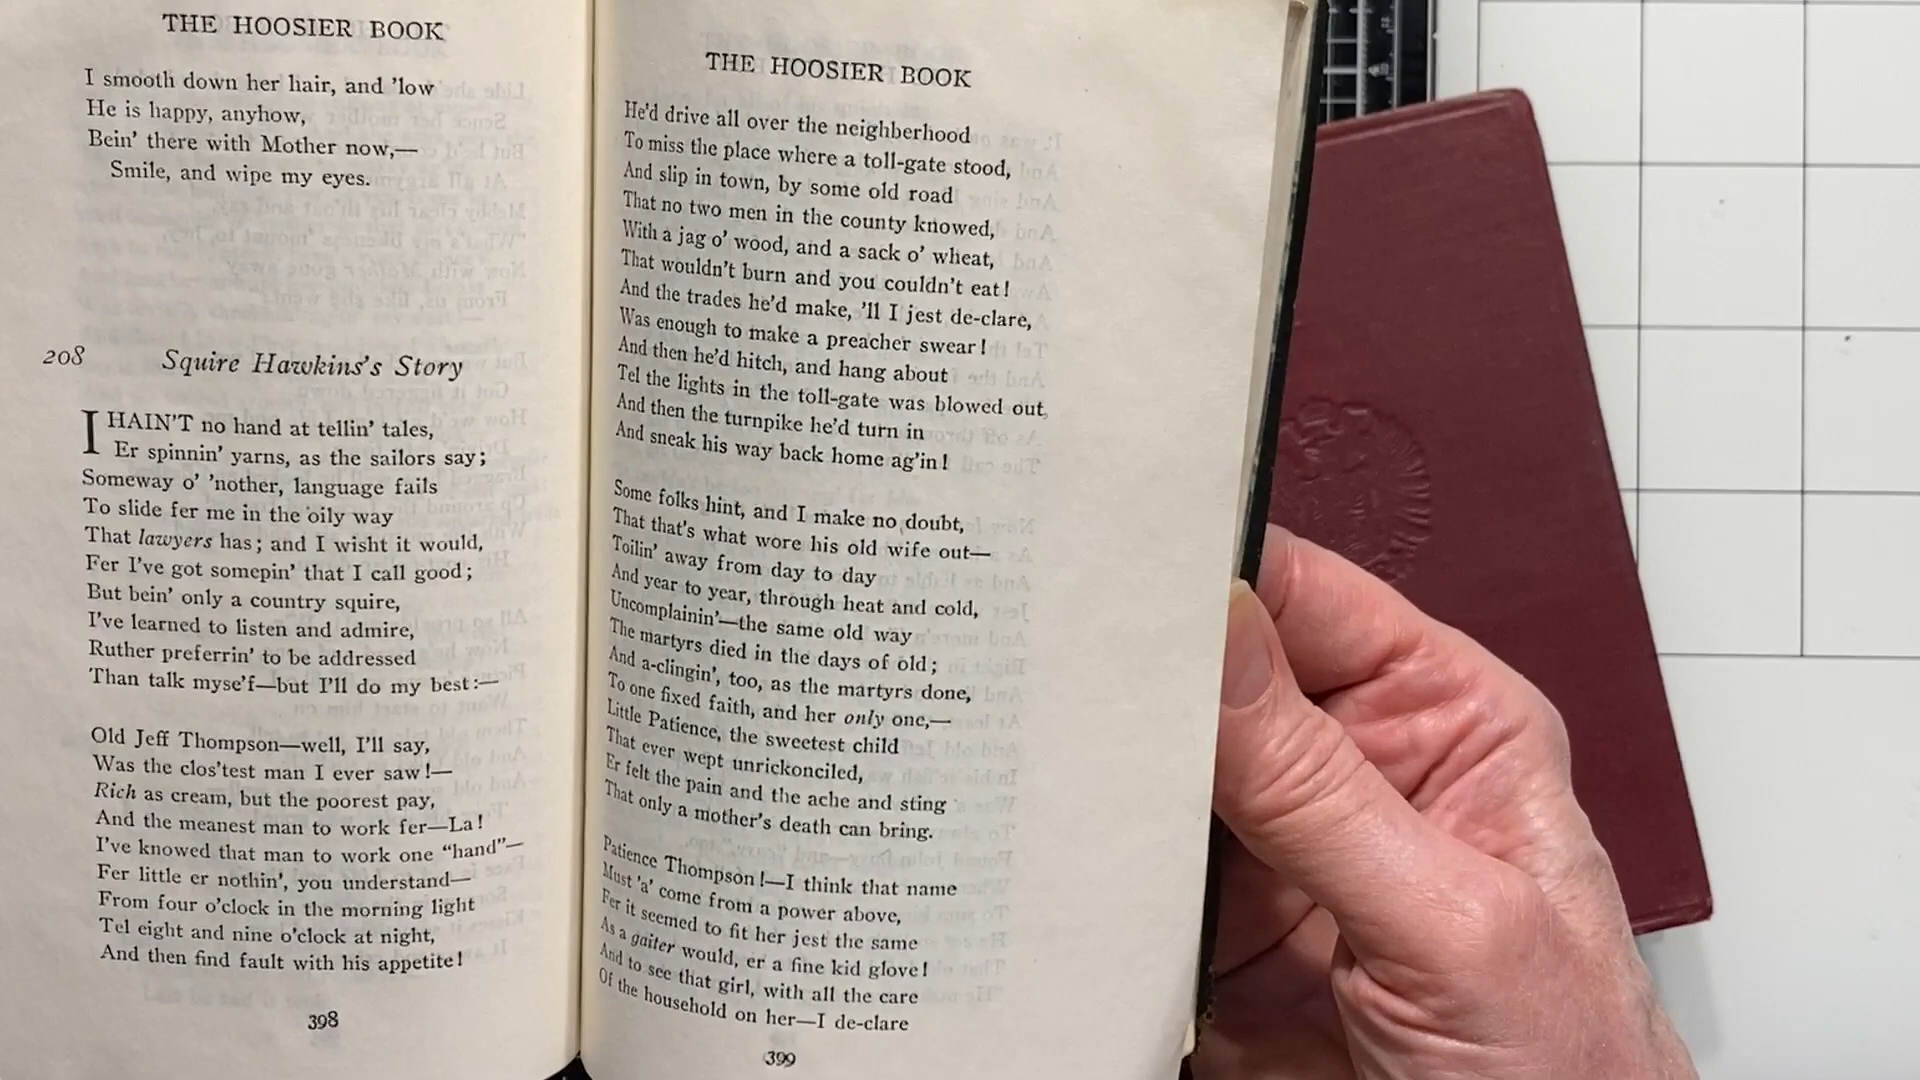 THE HOOSIER BOOK
I smooth down her hair, and 'low
He is happy, anyhow,
Bein' there with Mother now,—
Smile, and wipe my eyes.
208 Squire Hawkins's Story
I HAIN'T no hand at tellin' tales,
Er spinnin' yarns, as the sailors say;
Someway o' 'nother, language fails
To slide fer me in the oily way
That lawyers has; and I wisht it would,
Fer I've got somepin' that I call good;
But bein' only a country squire,
I've learned to listen and admire,
Ruther preferrin' to be addressed
Than talk myse'f—but I'll do my best:—
Old Jeff Thompson—well, I'll say,
Was the clos'test man I ever saw!—
Rich as cream, but the poorest pay,
And the meanest man to work fer—La!
I've knowed that man to work one "hand"—
Fer little er nothin', you understand—
From four o'clock in the morning light
Tel eight and nine o'clock at night,
And then find fault with his appetite!
398
THE HOOSIER BOOK
He'd drive all over the neighberhood
To miss the place where a toll-gate stood,
And slip in town, by some old road
That no two men in the county knowed,
With a jag o' wood, and a sack o' wheat,
That wouldn't burn and you couldn't eat!
And the trades he'd make, 'll I jest de-clare,
Was enough to make a preacher swear!
And then he'd hitch, and hang about
Tel the lights in the toll-gate was blowed out,
And then the turnpike he'd turn in
And sneak his way back home ag'in!
Some folks hint, and I make no doubt,
That that's what wore his old wife out—
Toilin' away from day to day
And year to year, through heat and cold,
Uncomplainin'—the same old way
The martyrs died in the days of old;
And a-clingin', too, as the martyrs done,
To one fixed faith, and her only one,—
Little Patience, the sweetest child
That ever wept unrickonciled,
Er felt the pain and the ache and sting
That only a mother's death can bring.
Patience Thompson!—I think that name
Must 'a' come from a power above,
Fer it seemed to fit her jest the same
As a gaiter would, er a fine kid glove!
And to see that girl, with all the care
Of the household on her—I de-clare
399